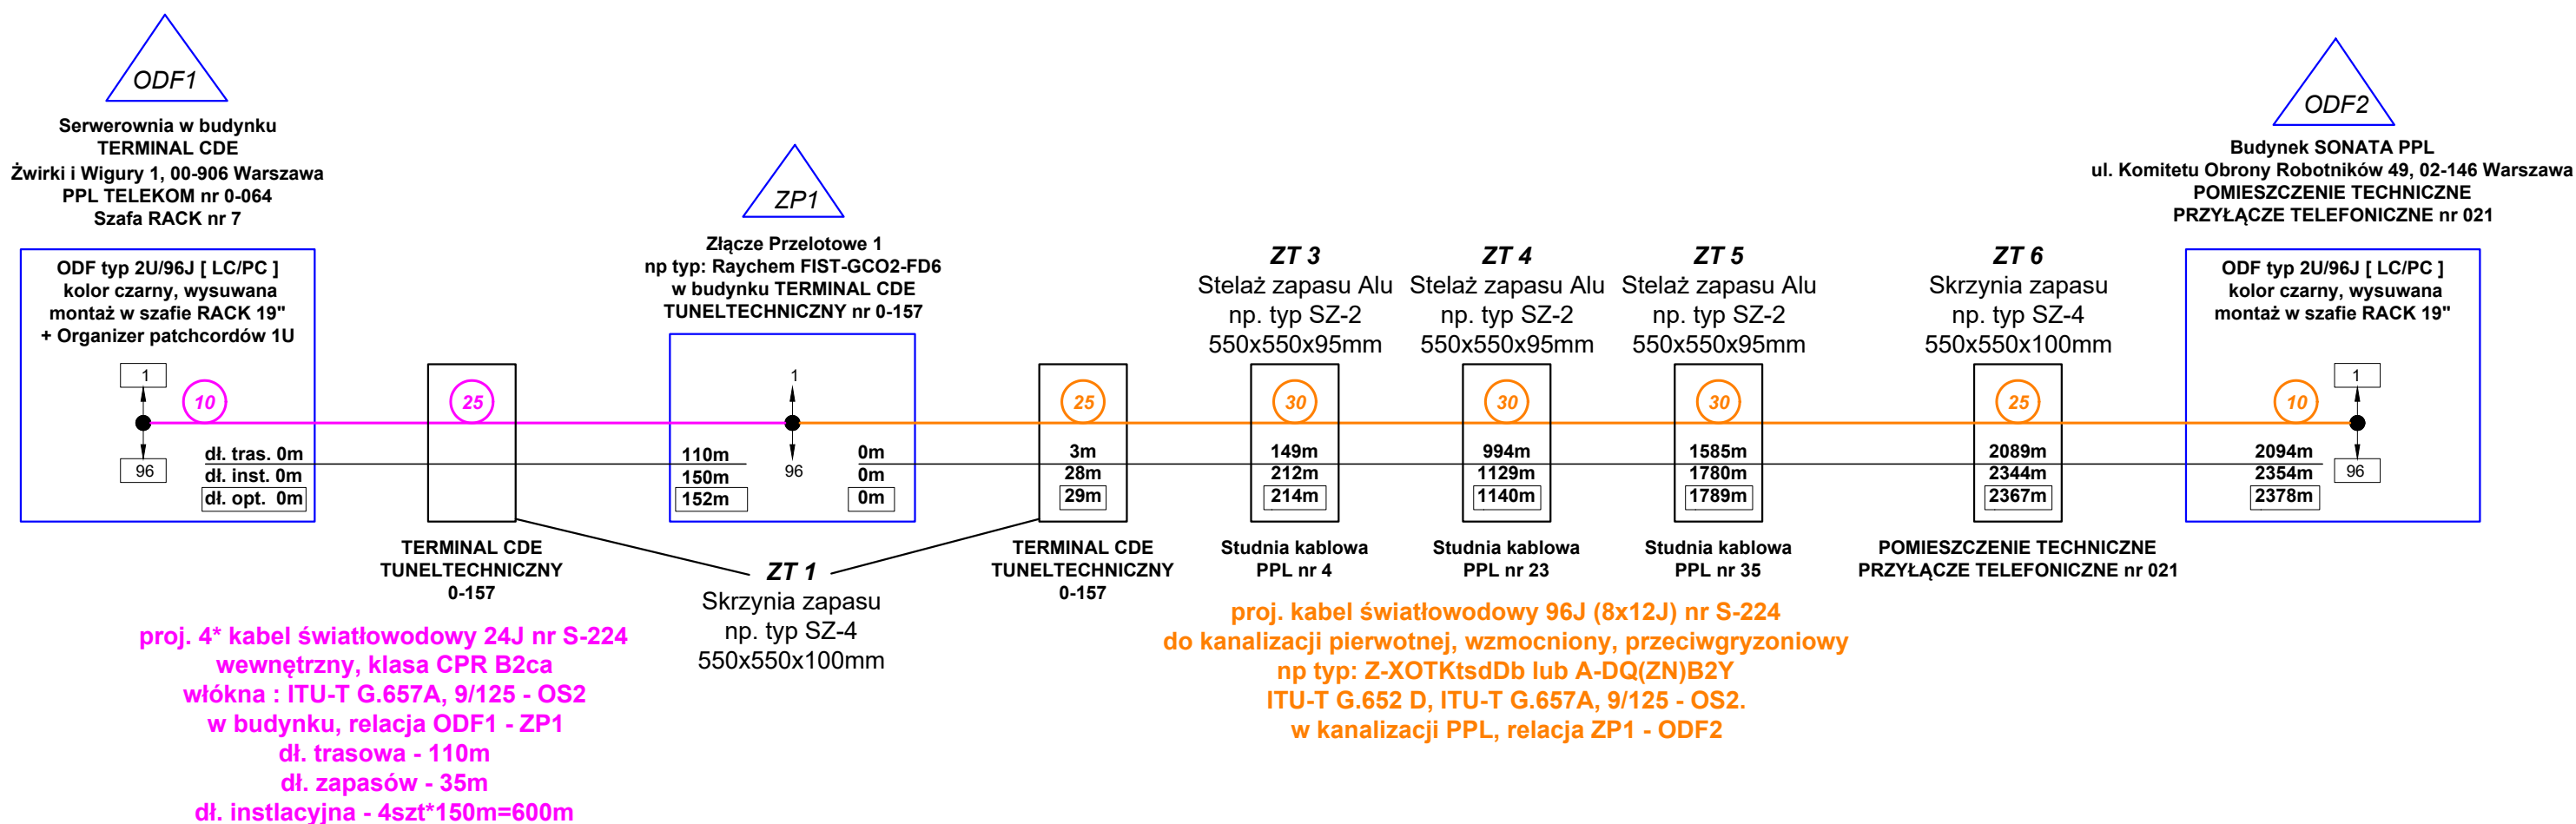 ODF1
Serwerownia w budynku
TERMINAL CDE
Żwirki i Wigury 1, 00-906 Warszawa
PPL TELEKOM nr 0-064
Szafa RACK nr 7
ODF typ 2U/96J [ LC/PC ]
kolor czarny, wysuwana
montaż w szafie RACK 19"
+ Organizer patchcordów 1U
1
10
96
dł. tras. 0m
dł. inst. 0m
dł. opt. 0m
25
TERMINAL CDE
TUNELTECHNICZNY
0-157
ZP1
Złącze Przelotowe 1
np typ: Raychem FIST-GCO2-FD6
w budynku TERMINAL CDE
TUNELTECHNICZNY nr 0-157
1
96
110m
150m
152m
0m
0m
0m
ZT 1
Skrzynia zapasu
np. typ SZ-4
550x550x100mm
25
3m
28m
29m
TERMINAL CDE
TUNELTECHNICZNY
0-157
ZT 3
Stelaż zapasu Alu
np. typ SZ-2
550x550x95mm
30
149m
212m
214m
Studnia kablowa
PPL nr 4
ZT 4
Stelaż zapasu Alu
np. typ SZ-2
550x550x95mm
30
994m
1129m
1140m
Studnia kablowa
PPL nr 23
ZT 5
Stelaż zapasu Alu
np. typ SZ-2
550x550x95mm
30
1585m
1780m
1789m
Studnia kablowa
PPL nr 35
ZT 6
Skrzynia zapasu
np. typ SZ-4
550x550x100mm
25
2089m
2344m
2367m
POMIESZCZENIE TECHNICZNE
PRZYŁĄCZE TELEFONICZNE nr 021
ODF2
Budynek SONATA PPL
ul. Komitetu Obrony Robotników 49, 02-146 Warszawa
POMIESZCZENIE TECHNICZNE
PRZYŁĄCZE TELEFONICZNE nr 021
ODF typ 2U/96J [ LC/PC ]
kolor czarny, wysuwana
montaż w szafie RACK 19"
10
1
96
2094m
2354m
2378m
proj. 4* kabel światłowodowy 24J nr S-224
wewnętrzny, klasa CPR B2ca
włókna : ITU-T G.657A, 9/125 - OS2
w budynku, relacja ODF1 - ZP1
dł. trasowa - 110m
dł. zapasów - 35m
dł. instlacyjna - 4szt*150m=600m
proj. kabel światłowodowy 96J (8x12J) nr S-224
do kanalizacji pierwotnej, wzmocniony, przeciwgryzoniowy
np typ: Z-XOTKtsdDb lub A-DQ(ZN)B2Y
ITU-T G.652 D, ITU-T G.657A, 9/125 - OS2.
w kanalizacji PPL, relacja ZP1 - ODF2